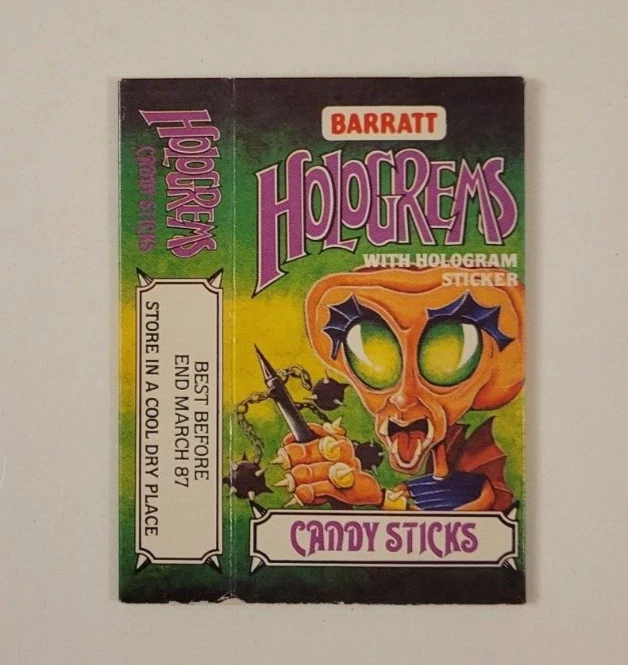 HOLOGREMS
CANDY STICKS
BEST BEFORE
END MARCH 87
STORE IN A COOL DRY PLACE
BARRATT
HOLOGREMS
WITH HOLOGRAM
STICKER
CANDY STICKS